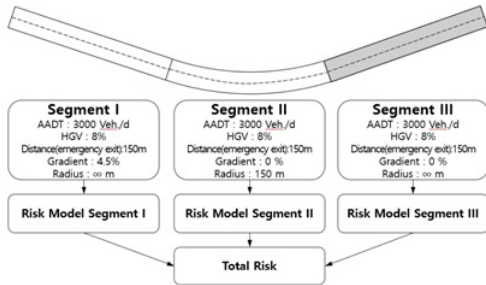 Segment I
AADT : 3000 Veh./d
HGV : 8%
Distance(emergency exit):150m
Gradient : 4.5%
Radius : ∞ m
Segment II
AADT : 3000 Veh./d
HGV : 8%
Distance(emergency exit):150m
Gradient : 0 %
Radius : 150 m
Segment III
AADT : 3000 Veh./d
HGV : 8%
Distance(emergency exit):150m
Gradient : 0 %
Radius : ∞ m
Risk Model Segment I
Risk Model Segment II
Risk Model Segment III
Total Risk